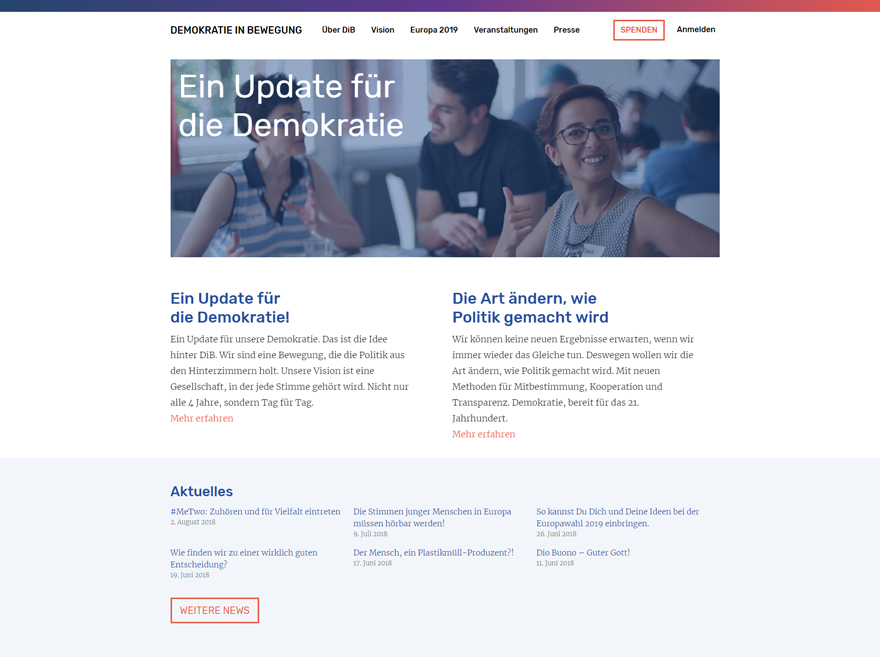 DEMOKRATIE IN BEWEGUNG
Über DiB
Vision
Europa 2019
Veranstaltungen
Presse
SPENDEN
Anmelden
Ein Update für
die Demokratie
Ein Update für
die Demokratie!
Ein Update für unsere Demokratie. Das ist die Idee
hinter DiB. Wir sind eine Bewegung, die die Politik aus
den Hinterzimmern holt. Unsere Vision ist eine
Gesellschaft, in der jede Stimme gehört wird. Nicht nur
alle 4 Jahre, sondern Tag für Tag.
Mehr erfahren
Die Art ändern, wie
Politik gemacht wird
Wir können keine neuen Ergebnisse erwarten, wenn wir
immer wieder das Gleiche tun. Deswegen wollen wir die
Art ändern, wie Politik gemacht wird. Mit neuen
Methoden für Mitbestimmung, Kooperation und
Transparenz. Demokratie, bereit für das 21.
Jahrhundert.
Mehr erfahren
Aktuelles
#MeTwo: Zuhören und für Vielfalt eintreten
2. August 2018
Die Stimmen junger Menschen in Europa
müssen hörbar werden!
9. Juli 2018
So kannst Du Dich und Deine Ideen bei der
Europawahl 2019 einbringen.
26. Juni 2018
Wie finden wir zu einer wirklich guten
Entscheidung?
19. Juni 2018
Der Mensch, ein Plastikmüll-Produzent?!
17. Juni 2018
Dio Buono – Guter Gott!
11. Juni 2018
WEITERE NEWS